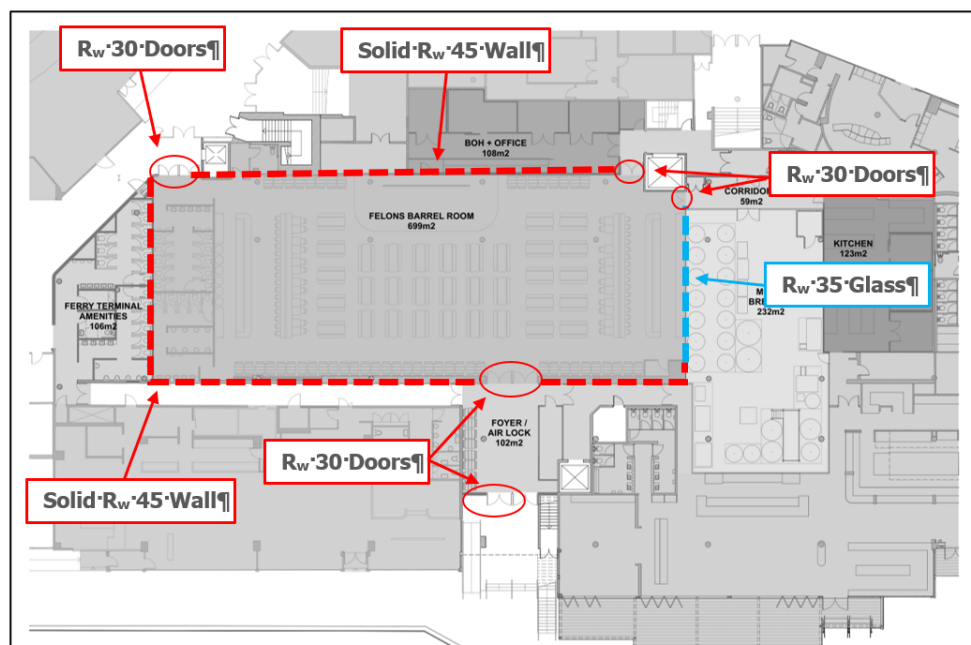 Rw·30·Doors¶
Solid·Rw·45·Wall¶
BOH + OFFICE
108m2
Rw·30·Doors¶
CORRIDO
59m2
FELONS BARREL ROOM
699m2
KITCHEN
123m2
Rw·35·Glass¶
M
BRE
232m2
FERRY TERMINAL
AMENITIES
106m2
FOYER /
AIR LOCK
102m2
Rw·30·Doors¶
Solid·Rw·45·Wall¶